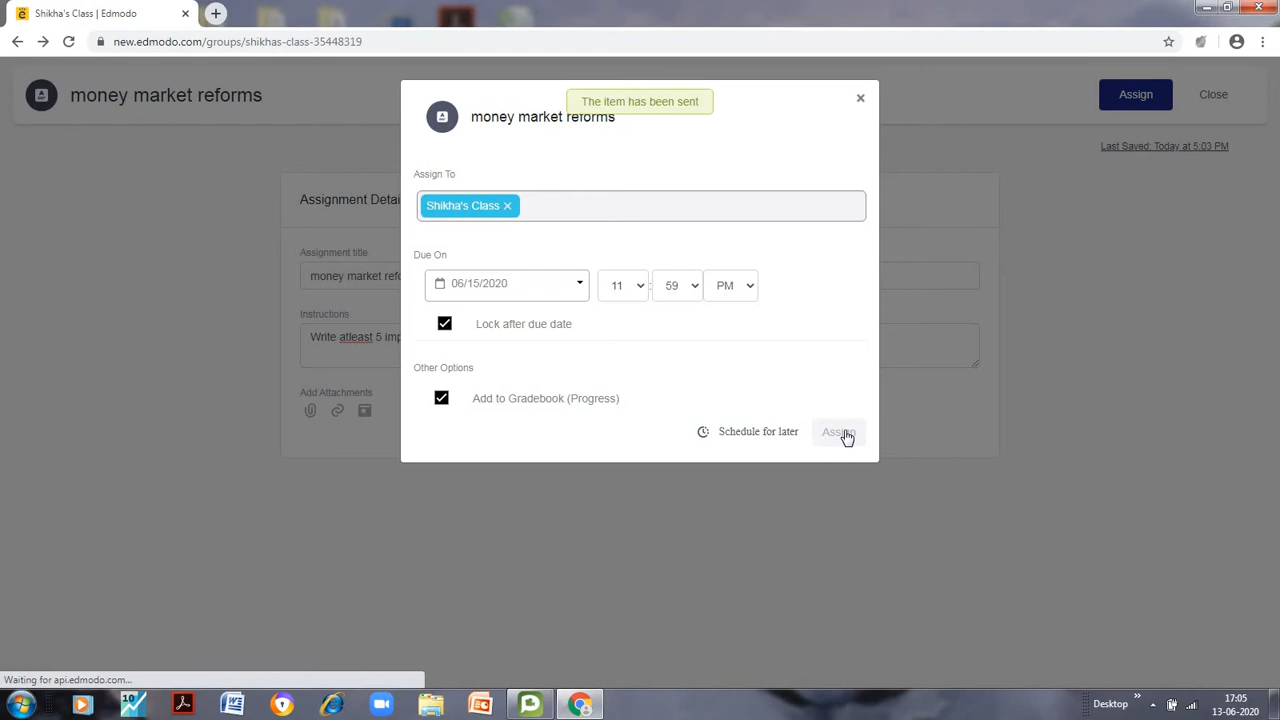 Shikha's Class | Edmodo
new.edmodo.com/groups/shikhas-class-35448319
money market reforms
Assign
Close
Last Saved: Today at 5:03 PM
The item has been sent
money market reforms
Assign To
Shikha's Class
Due On
06/15/2020
11 : 59 PM
Lock after due date
Other Options
Add to Gradebook (Progress)
Schedule for later
Assign
Assignment Detai
Assignment title
money market refo
Instructions
Write atleast 5 imp
Add Attachments
Waiting for api.edmodo.com...
10
Desktop
17:05
13-06-2020